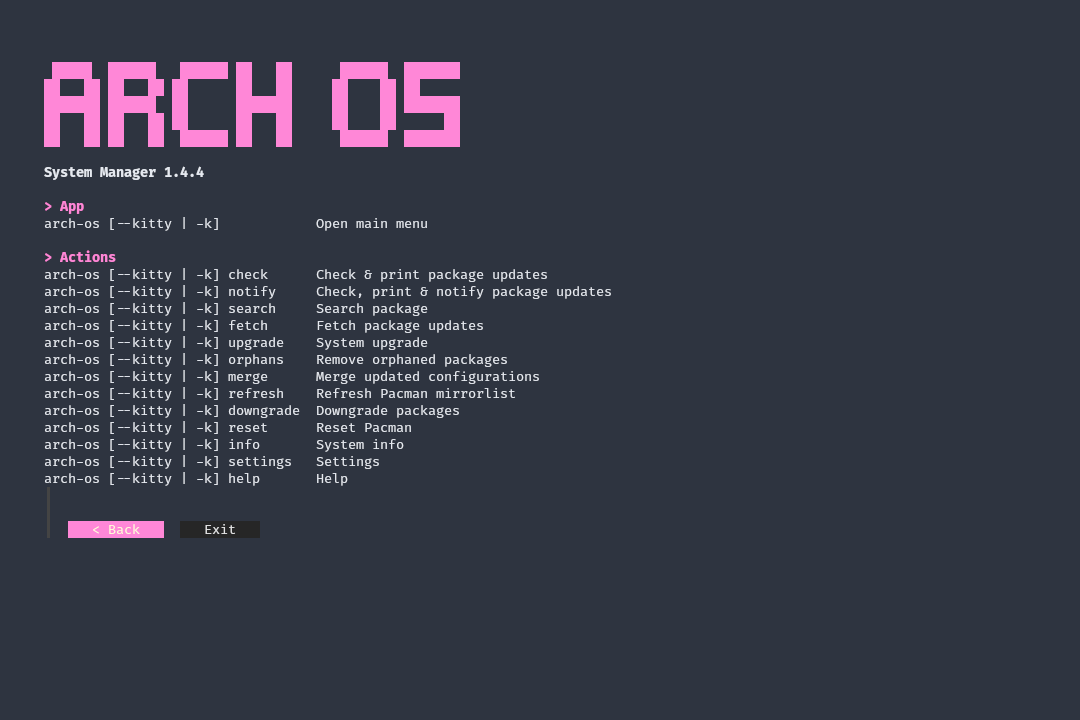 ARCH OS
System Manager 1.4.4
> App
arch-os [--kitty | -k]            Open main menu
> Actions
arch-os [--kitty | -k] check      Check & print package updates
arch-os [--kitty | -k] notify     Check, print & notify package updates
arch-os [--kitty | -k] search     Search package
arch-os [--kitty | -k] fetch      Fetch package updates
arch-os [--kitty | -k] upgrade    System upgrade
arch-os [--kitty | -k] orphans    Remove orphaned packages
arch-os [--kitty | -k] merge      Merge updated configurations
arch-os [--kitty | -k] refresh    Refresh Pacman mirrorlist
arch-os [--kitty | -k] downgrade  Downgrade packages
arch-os [--kitty | -k] reset      Reset Pacman
arch-os [--kitty | -k] info       System info
arch-os [--kitty | -k] settings   Settings
arch-os [--kitty | -k] help       Help
< Back     Exit